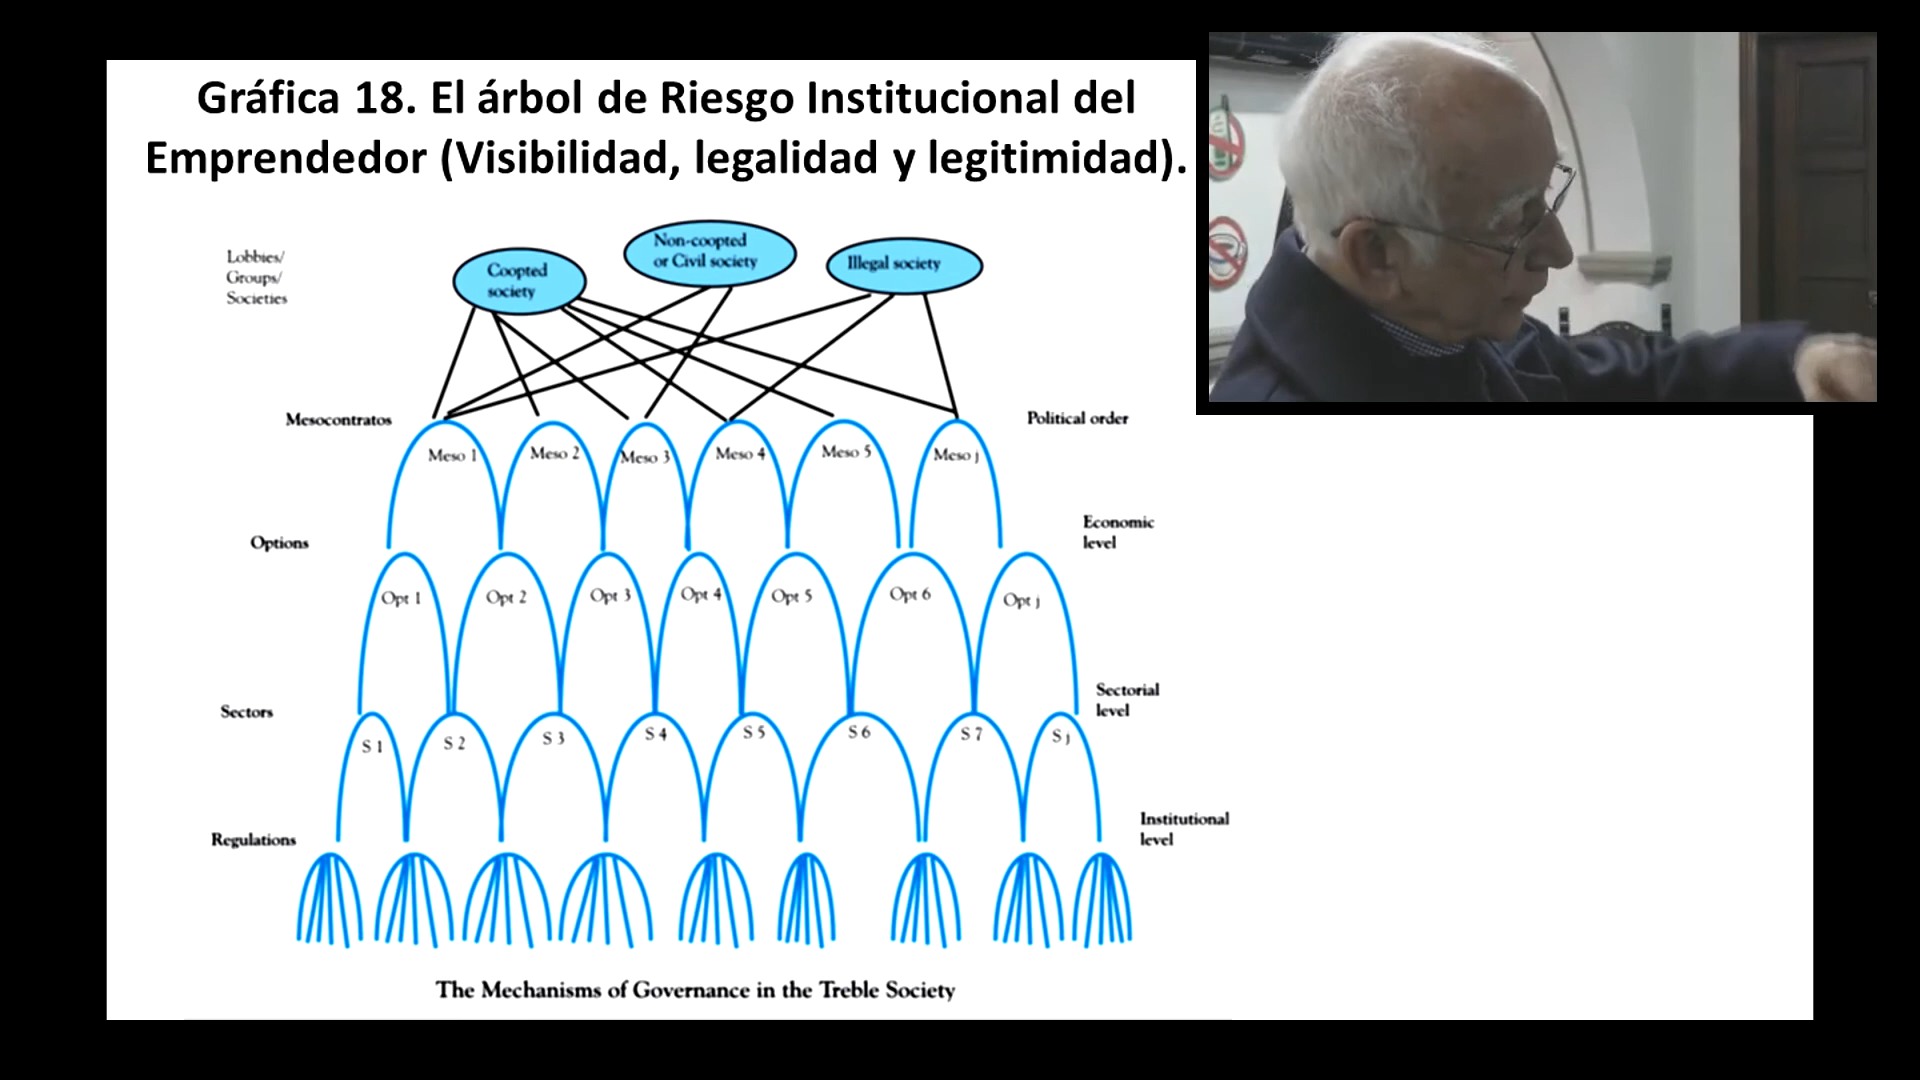 Gráfica 18. El árbol de Riesgo Institucional del
Emprendedor (Visibilidad, legalidad y legitimidad).
Lobbies/
Groups/
Societies
Coopted
society
Non-coopted
or Civil society
Illegal society
Mesocontratos
Political order
Meso 1
Meso 2
Meso 3
Meso 4
Meso 5
Meso j
Options
Economic
level
Opt 1
Opt 2
Opt 3
Opt 4
Opt 5
Opt 6
Opt j
Sectors
Sectorial
level
S 1
S 2
S 3
S 4
S 5
S 6
S 7
S j
Regulations
Institutional
level
The Mechanisms of Governance in the Treble Society